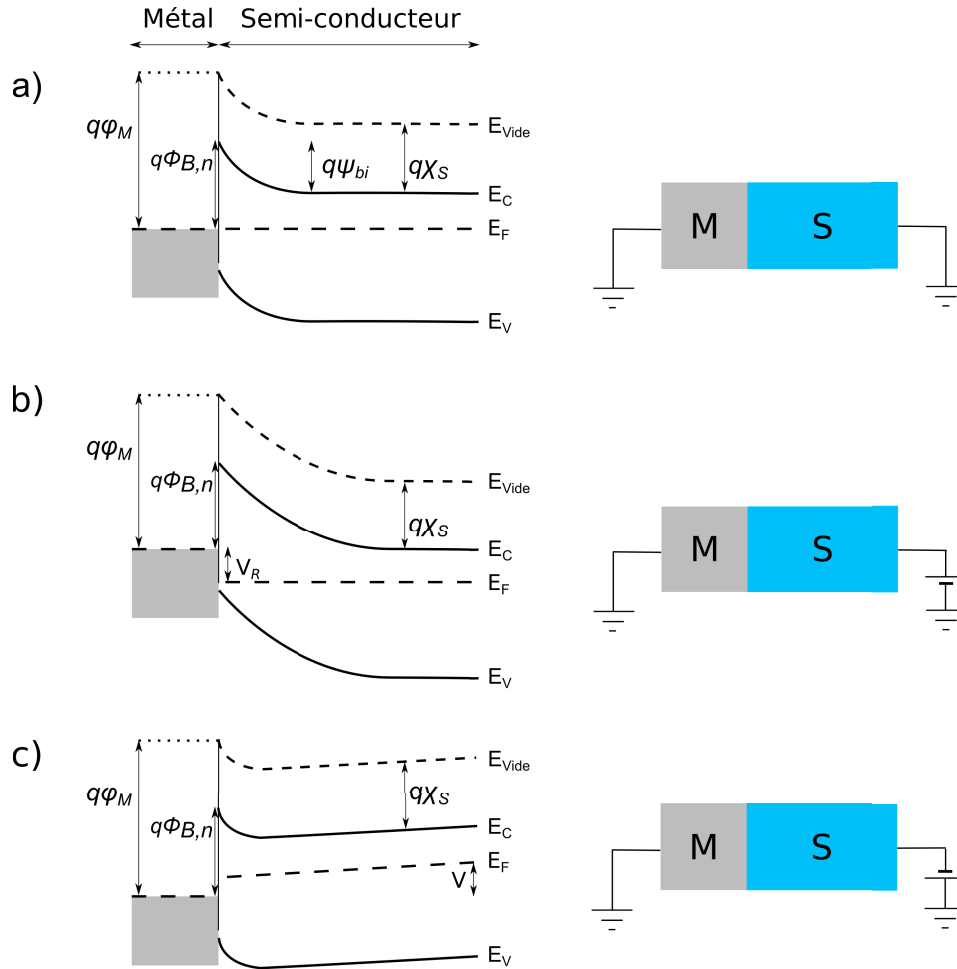 Métal Semi-conducteur
a)
qφM
qΦB,n
qψbi
qχS
EVide
EC
EF
EV
M S
b)
qφM
qΦB,n
VR
qχS
EVide
EC
EF
EV
M S
c)
qφM
qΦB,n
qχS
EVide
EC
EF
V
EV
M S